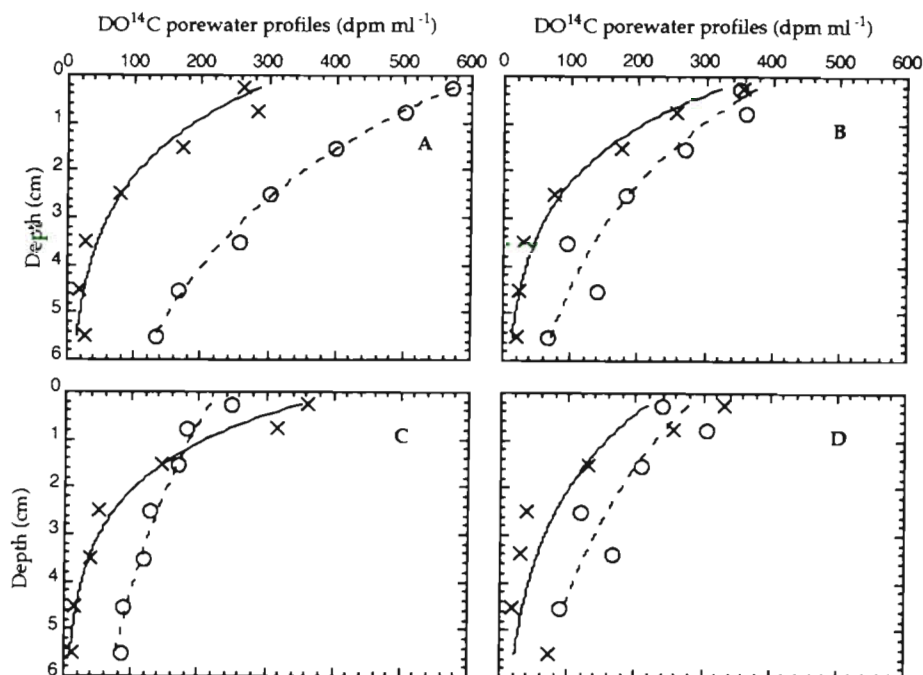 DO¹⁴C porewater profiles (dpm ml⁻¹) DO¹⁴C porewater profiles (dpm ml⁻¹)
0 100 200 300 400 500 600 0 100 200 300 400 500 600
0
1
2
3
4
5
6
Depth (cm)
A
B
0
1
2
3
4
5
6
Depth (cm)
C
D